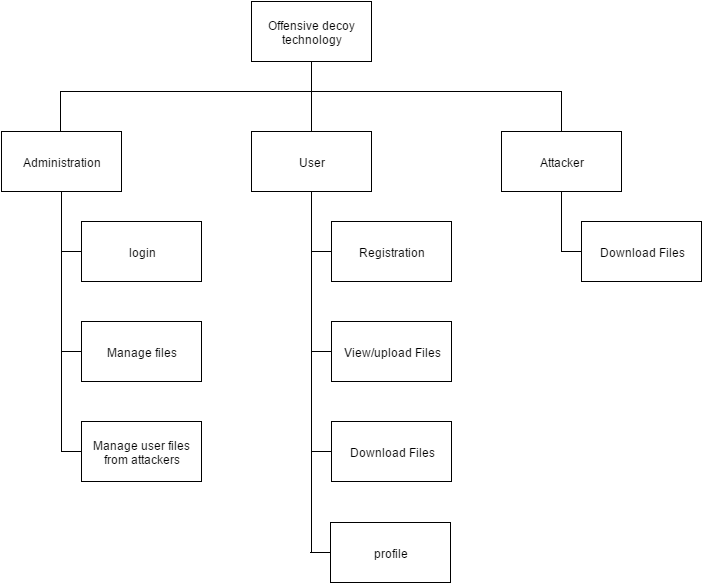 Offensive decoy
technology
Administration
User
Attacker
login
Registration
Download Files
Manage files
View/upload Files
Manage user files
from attackers
Download Files
profile